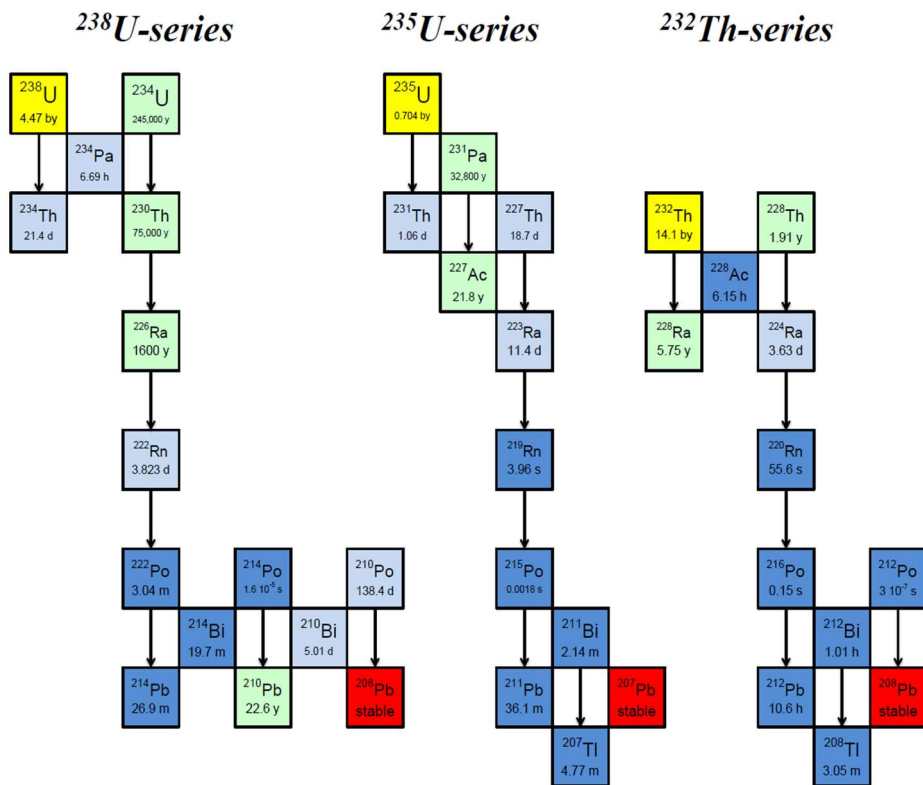 ²³⁸U-series
²³⁵U-series
²³²Th-series
²³⁸U
4.47 by
²³⁴U
245,000 y
²³⁴Pa
6.69 h
²³⁴Th
21.4 d
²³⁰Th
75,000 y
²²⁶Ra
1600 y
²²²Rn
3.823 d
²²²Po
3.04 m
²¹⁴Po
1.6 10⁻⁵ s
²¹⁰Po
138.4 d
²¹⁴Bi
19.7 m
²¹⁰Bi
5.01 d
²¹⁴Pb
26.9 m
²¹⁰Pb
22.6 y
²⁰⁸Pb
stable
²³⁵U
0.704 by
²³¹Pa
32,800 y
²³¹Th
1.06 d
²²⁷Th
18.7 d
²²⁷Ac
21.8 y
²²³Ra
11.4 d
²¹⁹Rn
3.96 s
²¹⁵Po
0.0018 s
²¹¹Bi
2.14 m
²¹¹Pb
36.1 m
²⁰⁷Pb
stable
²⁰⁷Tl
4.77 m
²³²Th
14.1 by
²²⁸Th
1.91 y
²²⁸Ac
6.15 h
²²⁸Ra
5.75 y
²²⁴Ra
3.63 d
²²⁰Rn
55.6 s
²¹⁶Po
0.15 s
²¹²Po
3 10⁻⁷ s
²¹²Bi
1.01 h
²¹²Pb
10.6 h
²⁰⁸Pb
stable
²⁰⁸Tl
3.05 m